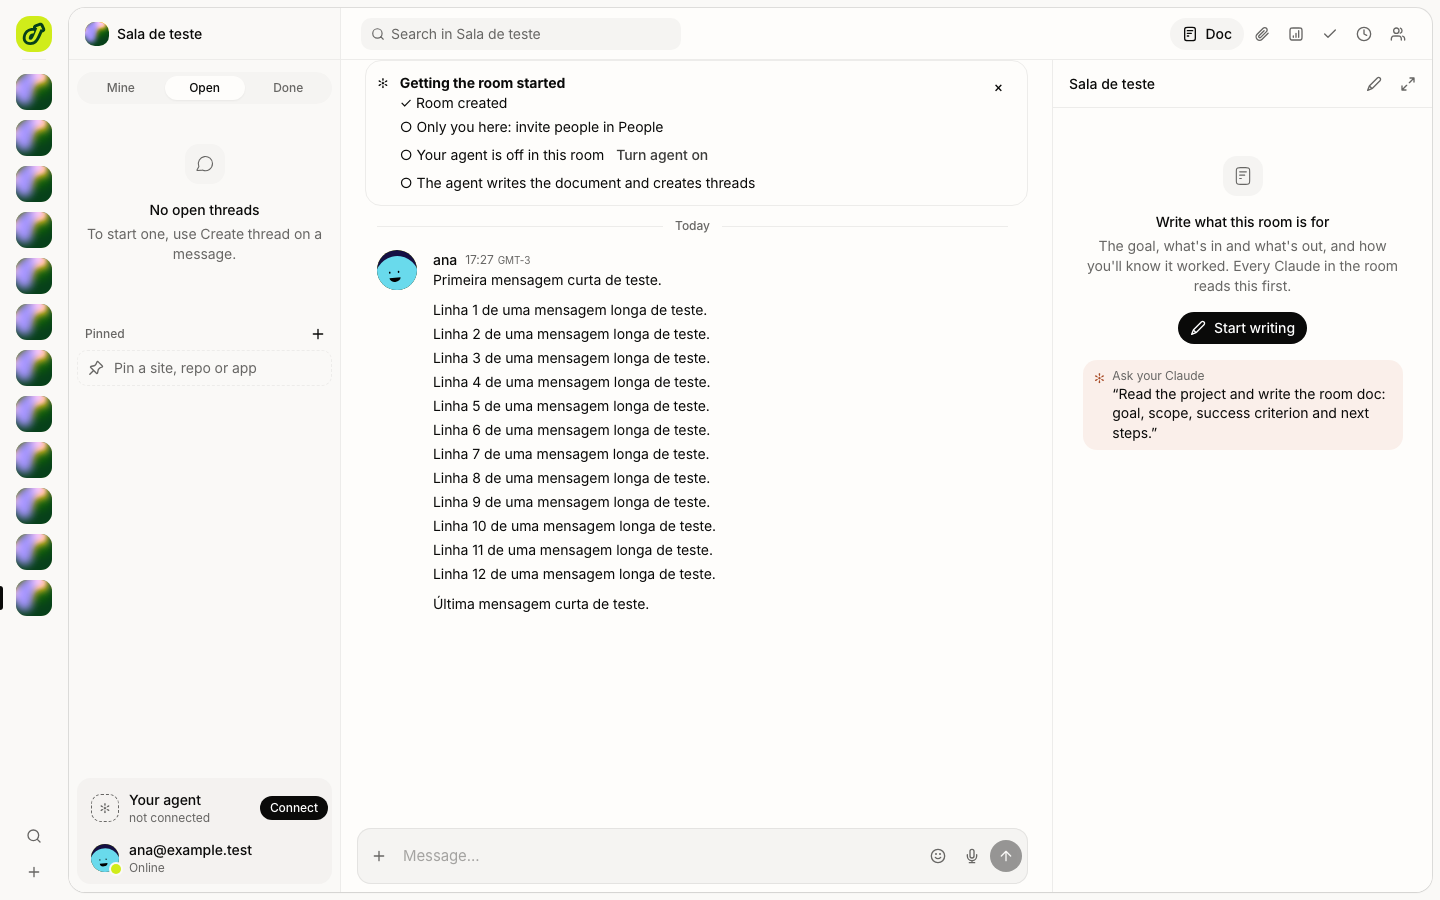 Sala de teste
Search in Sala de teste
Doc
Mine
Open
Done
No open threads
To start one, use Create thread on a
message.
Pinned
Pin a site, repo or app
Your agent
not connected
Connect
ana@example.test
Online
Getting the room started
×
✓ Room created
Only you here: invite people in People
Your agent is off in this room Turn agent on
The agent writes the document and creates threads
Today
ana 17:27 GMT-3
Primeira mensagem curta de teste.
Linha 1 de uma mensagem longa de teste.
Linha 2 de uma mensagem longa de teste.
Linha 3 de uma mensagem longa de teste.
Linha 4 de uma mensagem longa de teste.
Linha 5 de uma mensagem longa de teste.
Linha 6 de uma mensagem longa de teste.
Linha 7 de uma mensagem longa de teste.
Linha 8 de uma mensagem longa de teste.
Linha 9 de uma mensagem longa de teste.
Linha 10 de uma mensagem longa de teste.
Linha 11 de uma mensagem longa de teste.
Linha 12 de uma mensagem longa de teste.
Última mensagem curta de teste.
Message...
Sala de teste
Write what this room is for
The goal, what's in and what's out, and how
you'll know it worked. Every Claude in the room
reads this first.
Start writing
Ask your Claude
“Read the project and write the room doc:
goal, scope, success criterion and next
steps.”